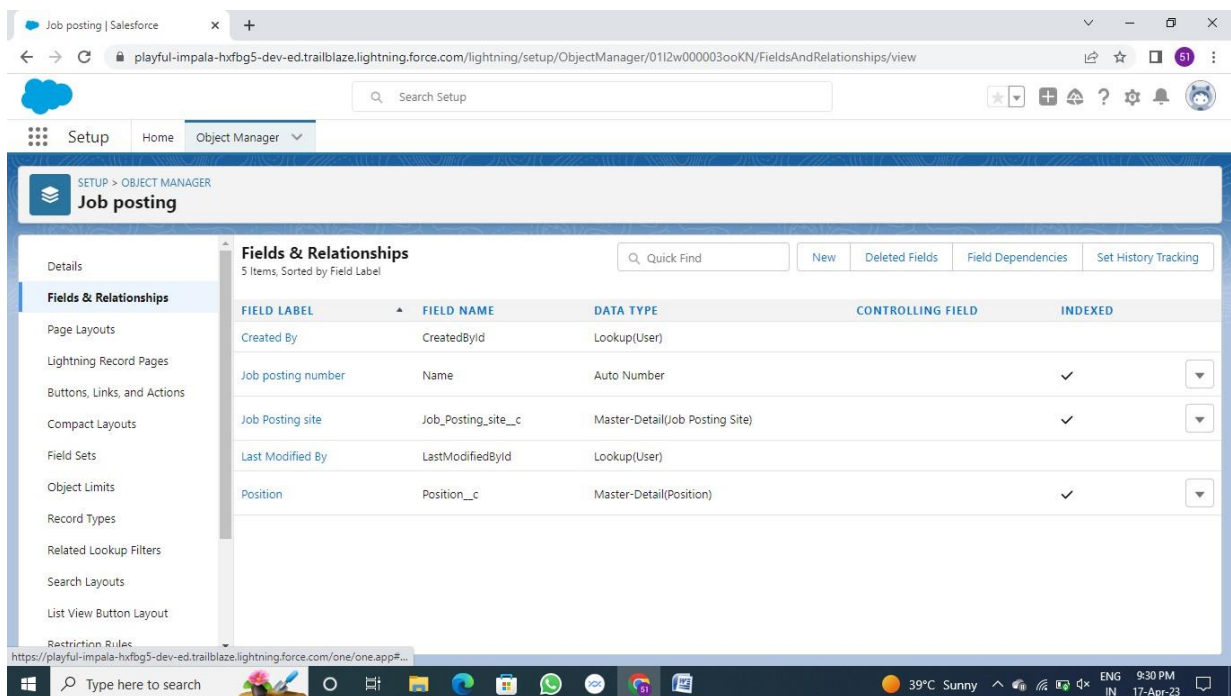 Job posting | Salesforce
playful-impala-hxfbg5-dev-ed.trailblaze.lightning.force.com/lightning/setup/ObjectManager/01I2w000003ooKN/FieldsAndRelationships/view
51
Search Setup
Setup Home Object Manager
SETUP > OBJECT MANAGER
Job posting
Details
Fields & Relationships
Page Layouts
Lightning Record Pages
Buttons, Links, and Actions
Compact Layouts
Field Sets
Object Limits
Record Types
Related Lookup Filters
Search Layouts
List View Button Layout
Restriction Rules
Fields & Relationships
5 Items, Sorted by Field Label
Quick Find New Deleted Fields Field Dependencies Set History Tracking
FIELD LABEL FIELD NAME DATA TYPE CONTROLLING FIELD INDEXED
Created By CreatedById Lookup(User)
Job posting number Name Auto Number
Job Posting site Job_Posting_site__c Master-Detail(Job Posting Site)
Last Modified By LastModifiedById Lookup(User)
Position Position__c Master-Detail(Position)
https://playful-impala-hxfbg5-dev-ed.trailblaze.lightning.force.com/one/one.app#...
Type here to search
51
39°C Sunny
ENG
IN
9:30 PM
17-Apr-23